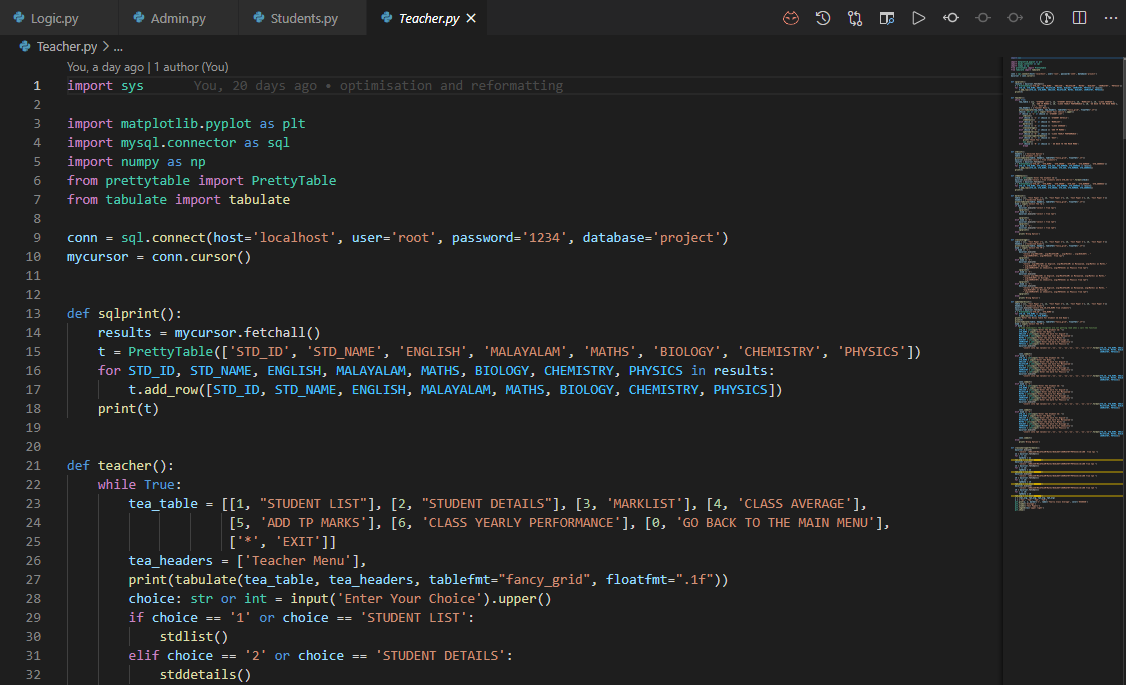 Logic.py Admin.py Students.py Teacher.py
Teacher.py > ...
You, a day ago | 1 author (You)
1 import sys You, 20 days ago • optimisation and reformatting
2
3 import matplotlib.pyplot as plt
4 import mysql.connector as sql
5 import numpy as np
6 from prettytable import PrettyTable
7 from tabulate import tabulate
8
9 conn = sql.connect(host='localhost', user='root', password='1234', database='project')
10 mycursor = conn.cursor()
11
12
13 def sqlprint():
14     results = mycursor.fetchall()
15     t = PrettyTable(['STD_ID', 'STD_NAME', 'ENGLISH', 'MALAYALAM', 'MATHS', 'BIOLOGY', 'CHEMISTRY', 'PHYSICS'])
16     for STD_ID, STD_NAME, ENGLISH, MALAYALAM, MATHS, BIOLOGY, CHEMISTRY, PHYSICS in results:
17         t.add_row([STD_ID, STD_NAME, ENGLISH, MALAYALAM, MATHS, BIOLOGY, CHEMISTRY, PHYSICS])
18     print(t)
19
20
21 def teacher():
22     while True:
23         tea_table = [[1, "STUDENT LIST"], [2, "STUDENT DETAILS"], [3, 'MARKLIST'], [4, 'CLASS AVERAGE'],
24                      [5, 'ADD TP MARKS'], [6, 'CLASS YEARLY PERFORMANCE'], [0, 'GO BACK TO THE MAIN MENU'],
25                      ['*', 'EXIT']]
26         tea_headers = ['Teacher Menu'],
27         print(tabulate(tea_table, tea_headers, tablefmt="fancy_grid", floatfmt=".1f"))
28         choice: str or int = input('Enter Your Choice').upper()
29         if choice == '1' or choice == 'STUDENT LIST':
30             stdlist()
31         elif choice == '2' or choice == 'STUDENT DETAILS':
32             stddetails()